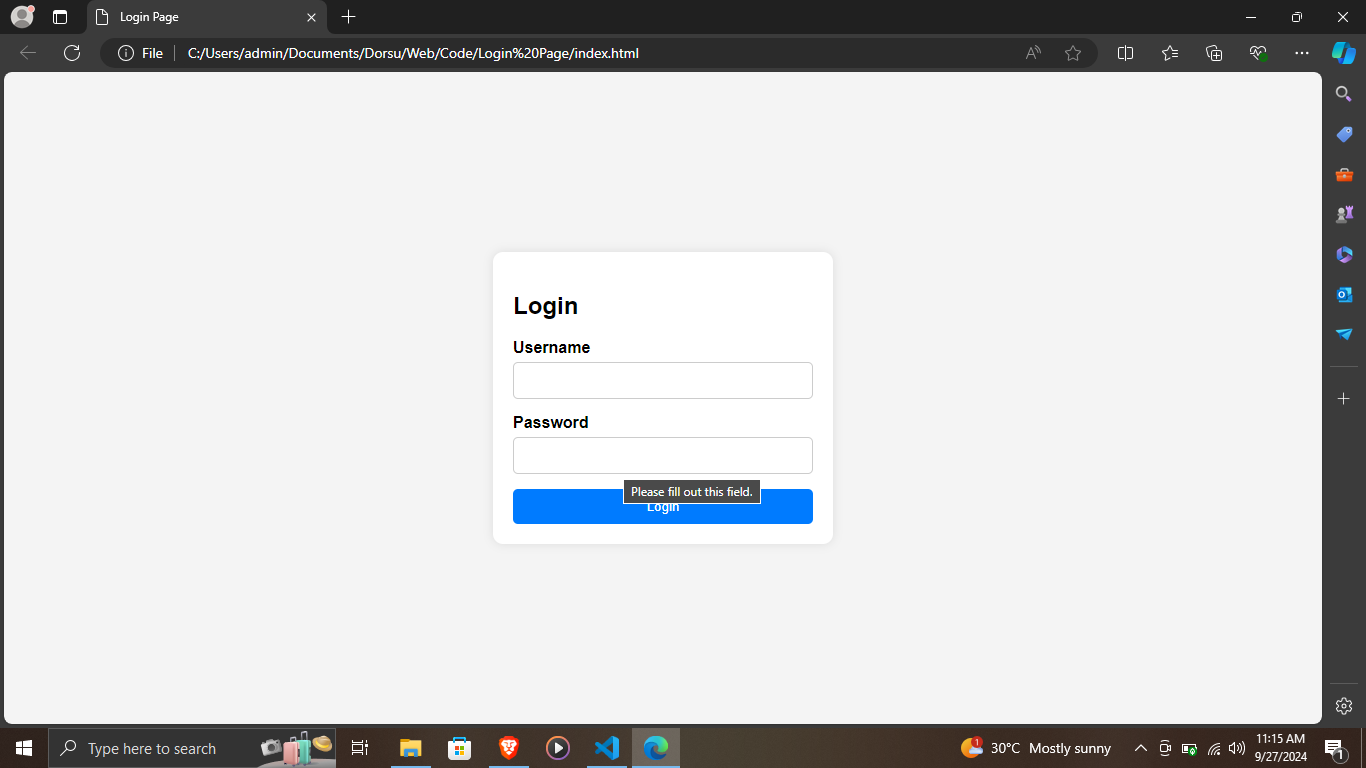 Login Page
File
C:/Users/admin/Documents/Dorsu/Web/Code/Login%20Page/index.html
Login
Username
Password
Please fill out this field.
Login
Type here to search
1
30°C Mostly sunny
11:15 AM
9/27/2024
1